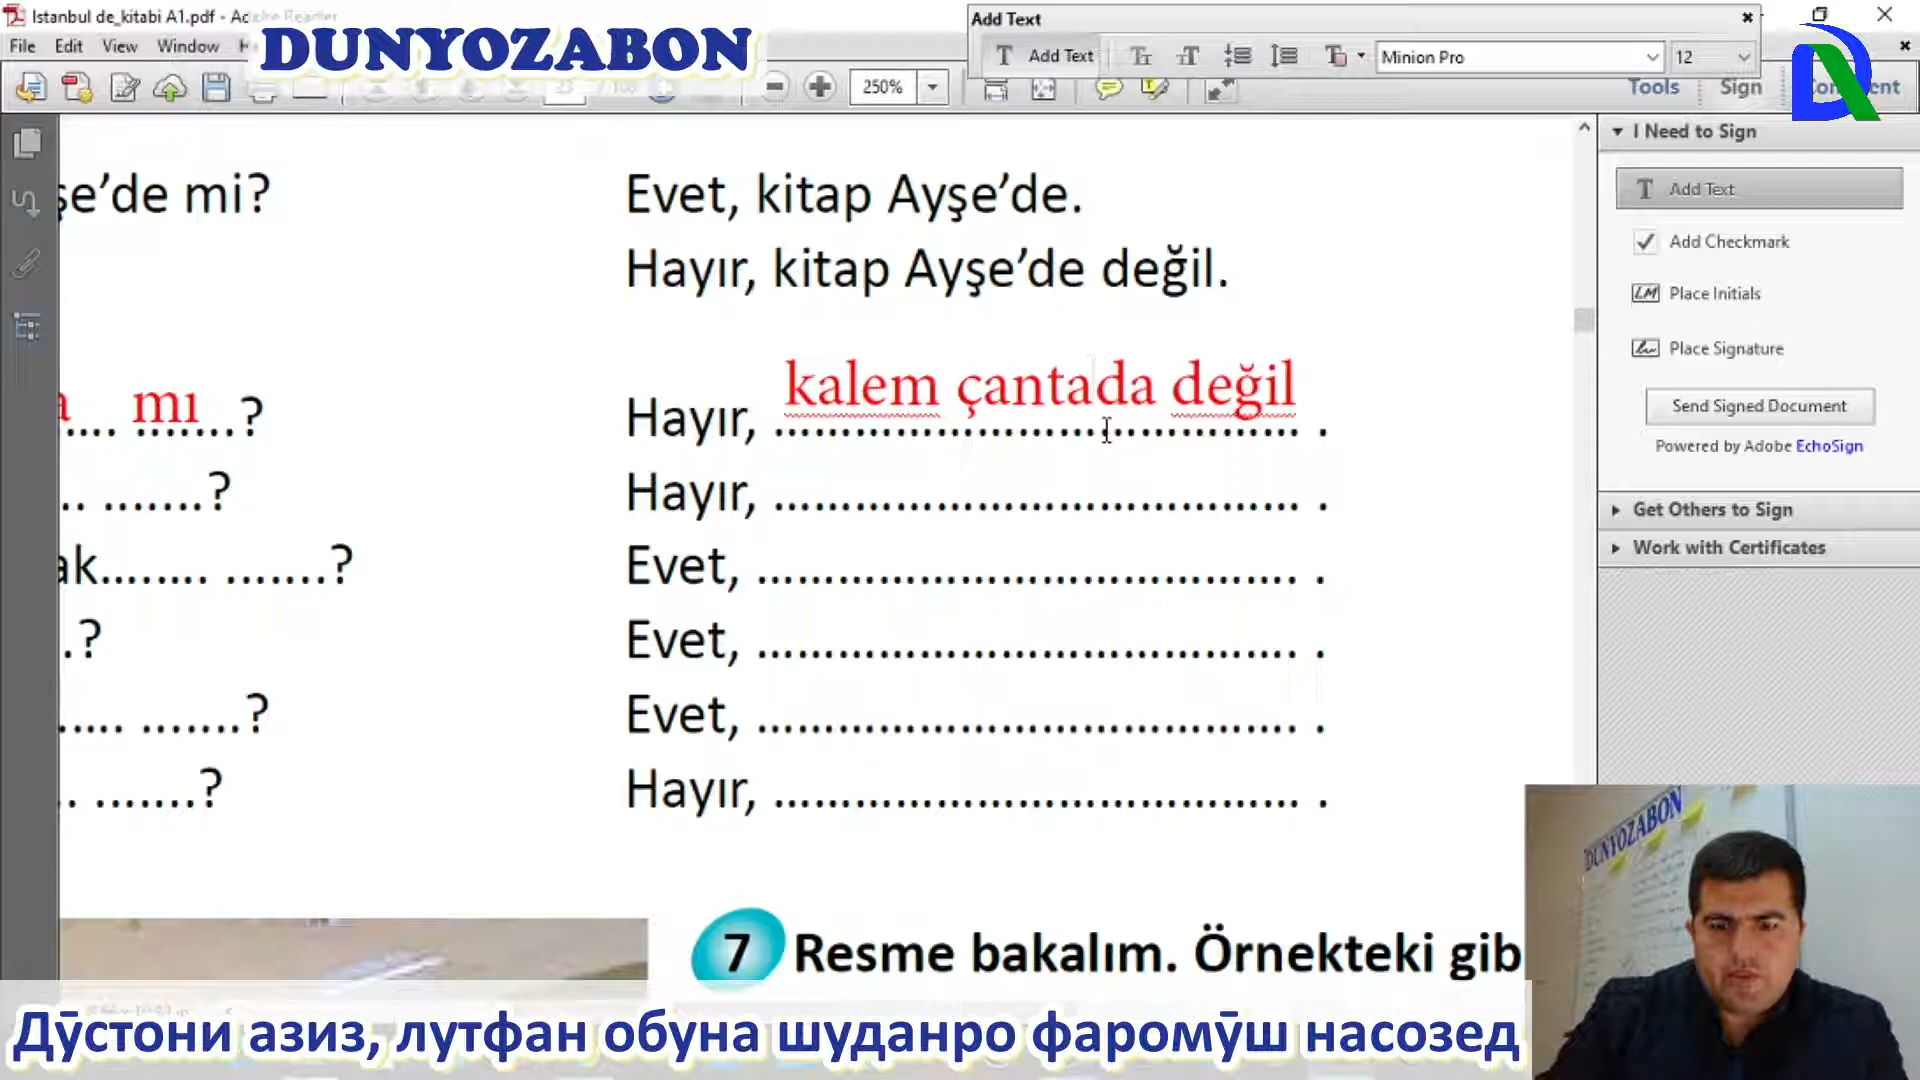 Istanbul de_kitabi A1.pdf - Adobe Reader
DUNYOZABON
File Edit View Window
Add Text
Add Text
Minion Pro
12
250%
Tools Sign Comment
I Need to Sign
Add Text
Add Checkmark
Place Initials
Place Signature
Send Signed Document
Powered by Adobe EchoSign
Get Others to Sign
Work with Certificates
şe’de mi? Evet, kitap Ayşe’de.
Hayır, kitap Ayşe’de değil.
a.... mı.......? Hayır, kalem çantada değil .
.. .......? Hayır, ....................................... .
ak........ .......? Evet, ........................................ .
.? Evet, ........................................ .
..... .......? Evet, ........................................ .
.. .......? Hayır, ....................................... .
7 Resme bakalım. Örnekteki gib
DUNYOZABON
Дӯстони азиз, лутфан обуна шуданро фаромӯш насозед